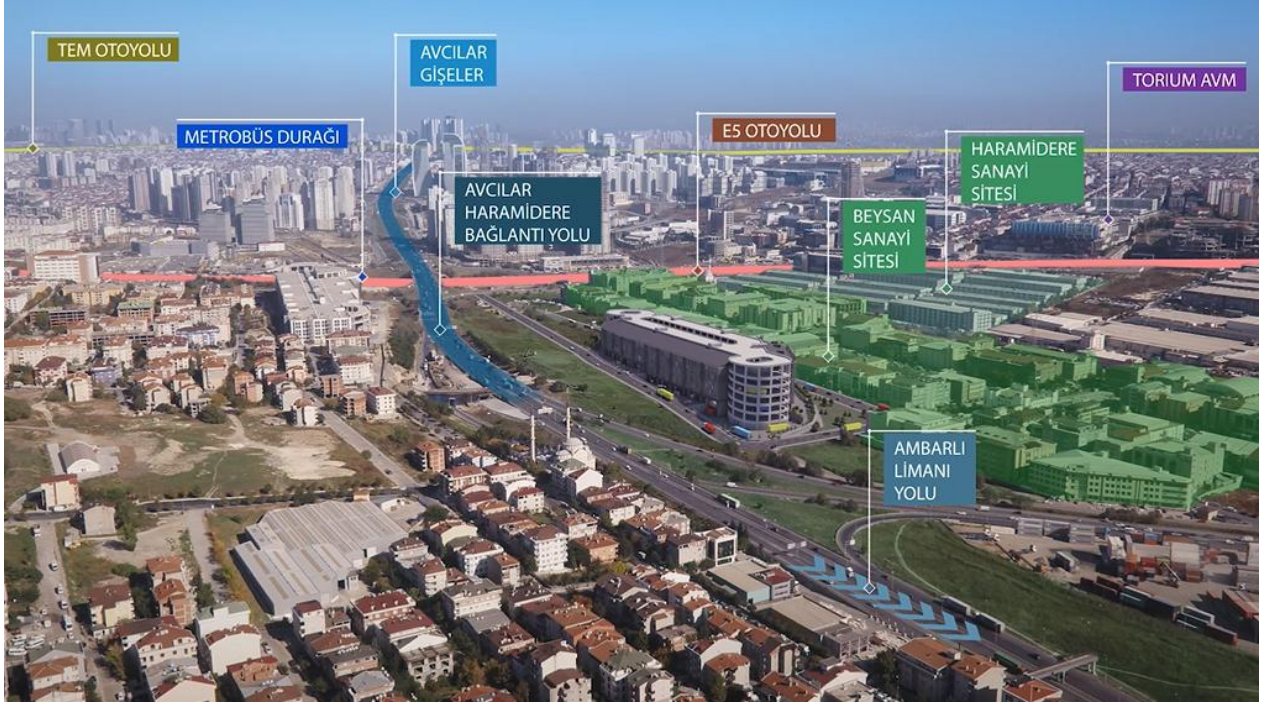 TEM OTOYOLU
AVCILAR
GİŞELER
TORIUM AVM
METROBÜS DURAĞI
E5 OTOYOLU
HARAMİDERE
SANAYİ
SİTESİ
AVCILAR
HARAMİDERE
BAĞLANTI YOLU
BEYSAN
SANAYİ
SİTESİ
AMBARLI
LİMANI
YOLU